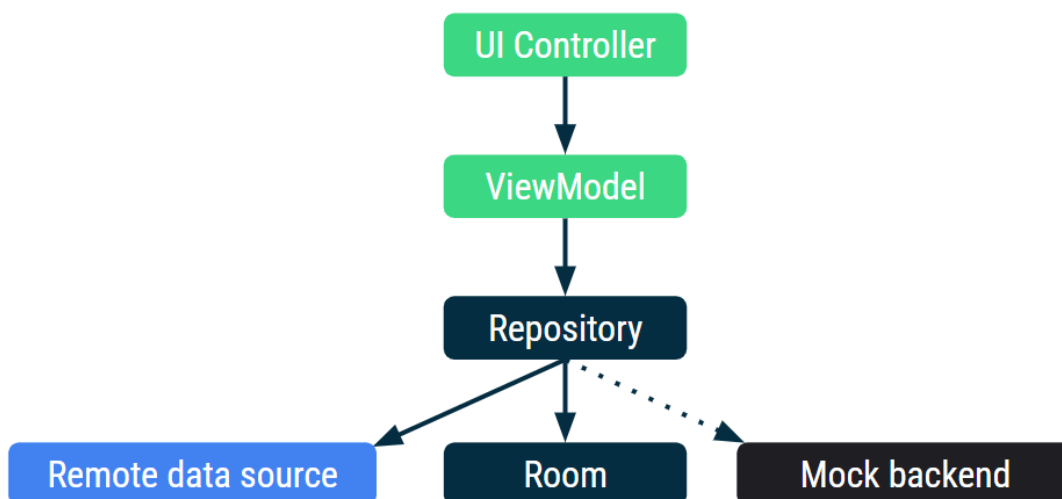 UI Controller
ViewModel
Repository
Remote data source
Room
Mock backend